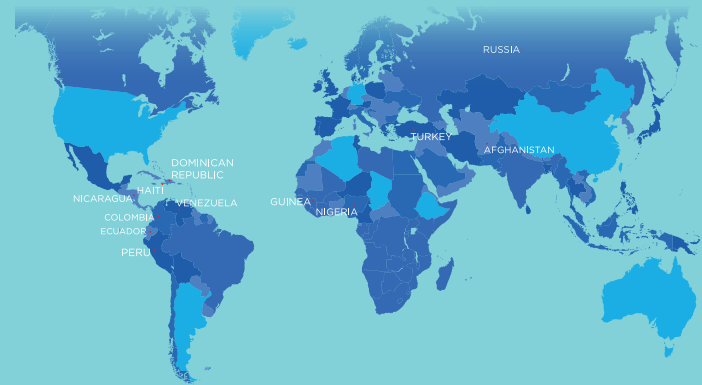 RUSSIA
TURKEY
AFGHANISTAN
DOMINICAN
REPUBLIC
HAITI
NICARAGUA
VENEZUELA
GUINEA
NIGERIA
COLOMBIA
ECUADOR
PERU